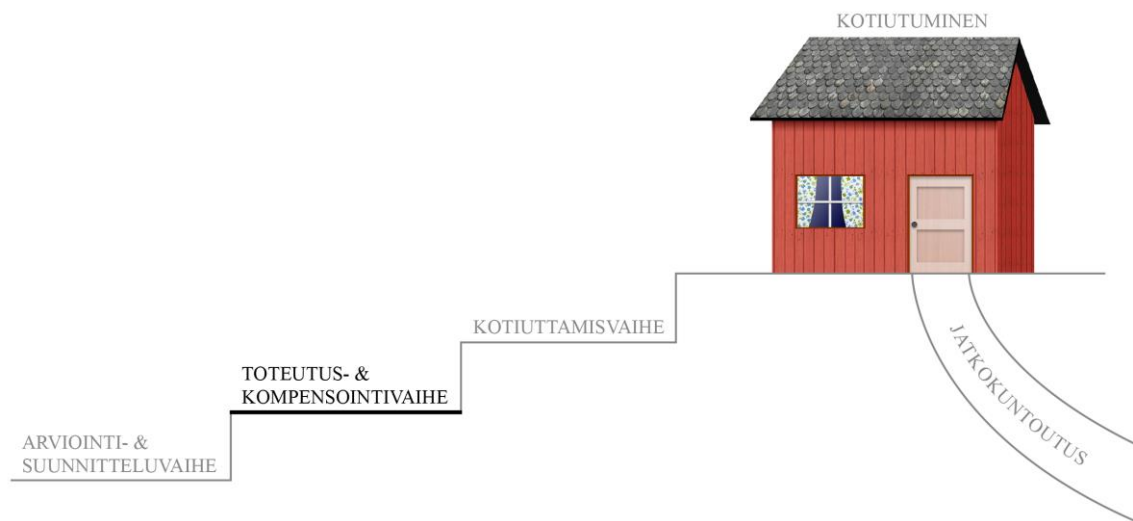 KOTIUTUMINEN
KOTIUTTAMISVAIHE
TOTEUTUS- &
KOMPENSOINTIVAIHE
ARVIOINTI- &
SUUNNITTELUVAIHE
JATKOKUNTOUTUS